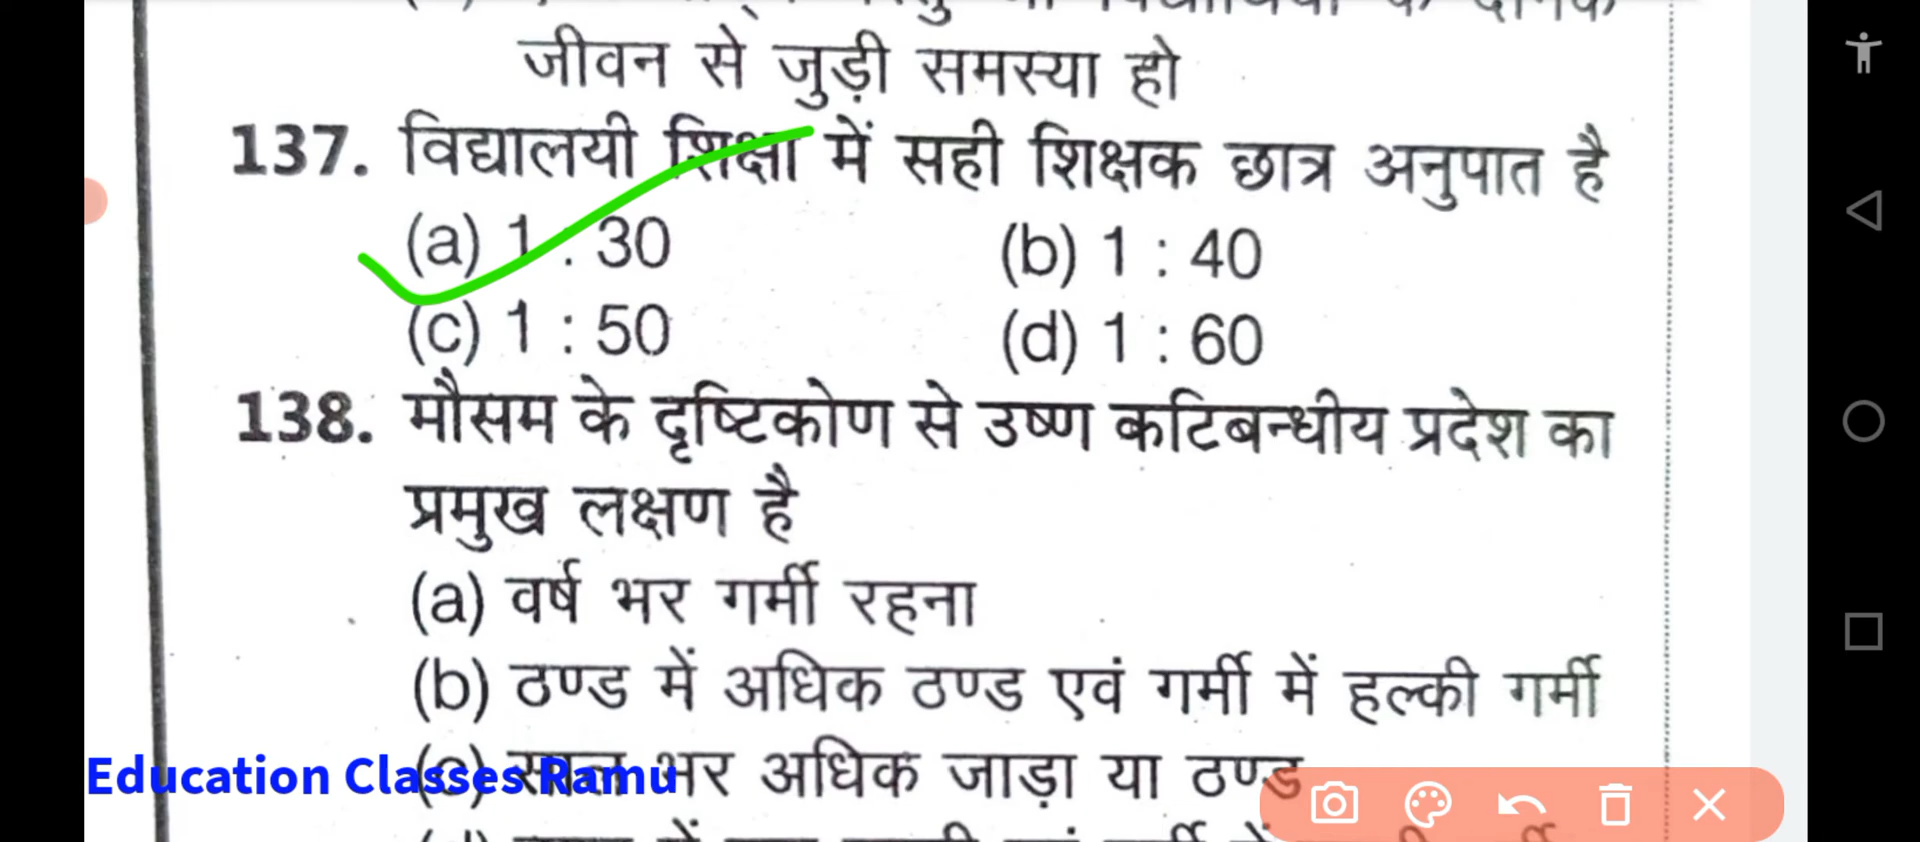 जीवन से जुड़ी समस्या हो
137. विद्यालयी शिक्षा में सही शिक्षक छात्र अनुपात है
(a) 1 : 30 (b) 1 : 40
(c) 1 : 50 (d) 1 : 60
138. मौसम के दृष्टिकोण से उष्ण कटिबन्धीय प्रदेश का
प्रमुख लक्षण है
(a) वर्ष भर गर्मी रहना
(b) ठण्ड में अधिक ठण्ड एवं गर्मी में हल्की गर्मी
(c) साल भर अधिक जाड़ा या ठण्ड
Education Classes Ramu